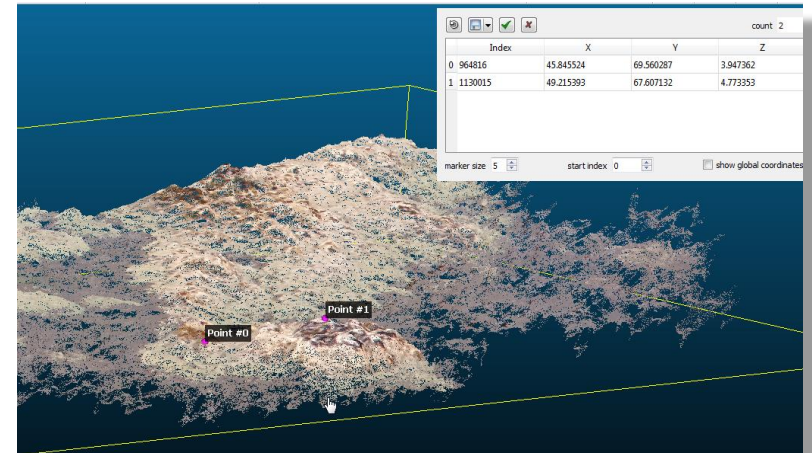 count 2
Index X Y Z
0 964816 45.845524 69.560287 3.947362
1 1130015 49.215393 67.607132 4.773353
marker size 5 start index 0 show global coordinates
Point #1
Point #0